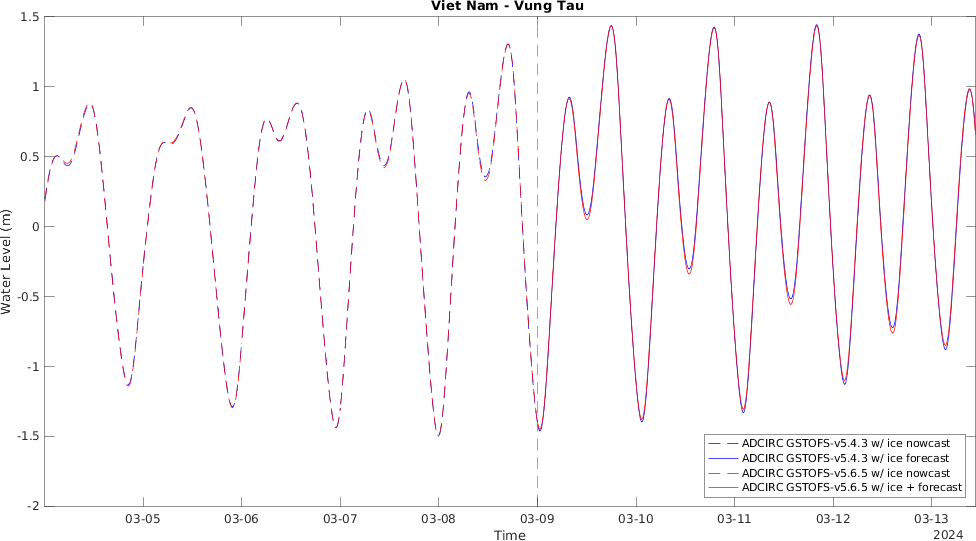 Viet Nam - Vung Tau
1.5
1
0.5
0
-0.5
-1
-1.5
-2
Water Level (m)
03-05
03-06
03-07
03-08
03-09
03-10
03-11
03-12
03-13
Time
2024
ADCIRC GSTOFS-v5.4.3 w/ ice nowcast
ADCIRC GSTOFS-v5.4.3 w/ ice forecast
ADCIRC GSTOFS-v5.6.5 w/ ice nowcast
ADCIRC GSTOFS-v5.6.5 w/ ice + forecast